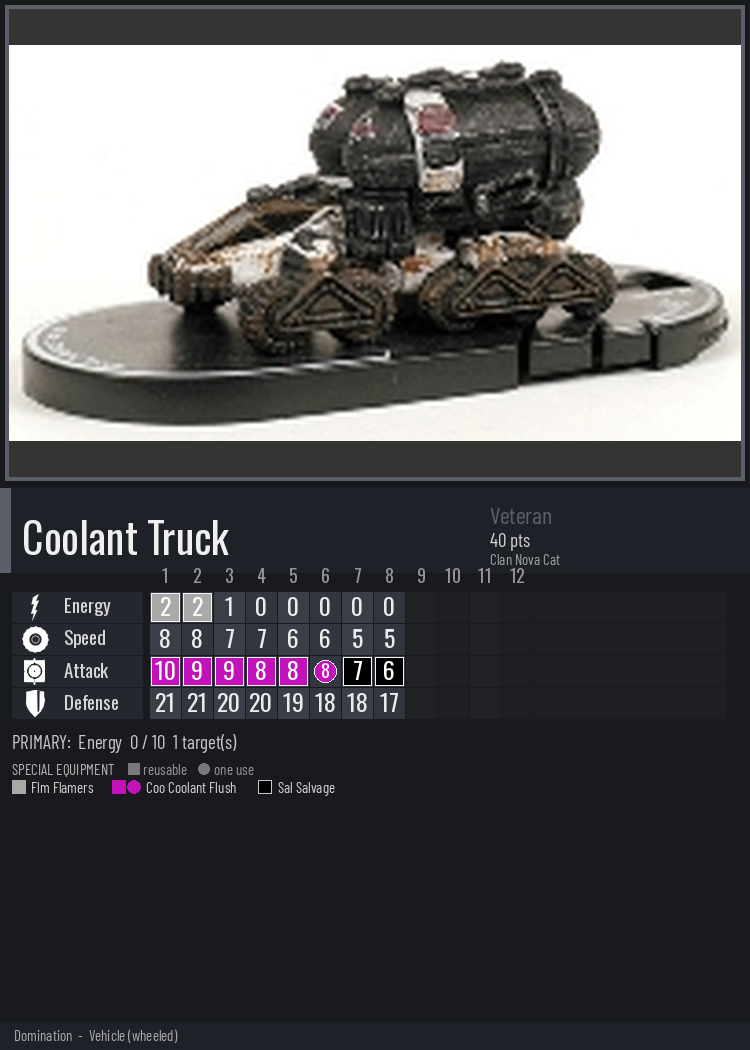 Coolant Truck
Veteran
40 pts
Clan Nova Cat
1 2 3 4 5 6 7 8 9 10 11 12
Energy 2 2 1 0 0 0 0 0
Speed 8 8 7 7 6 6 5 5
Attack 10 9 9 8 8 8 7 6
Defense 21 21 20 20 19 18 18 17
PRIMARY: Energy 0 / 10 1 target(s)
SPECIAL EQUIPMENT reusable one use
Flm Flamers Coo Coolant Flush Sal Salvage
Domination - Vehicle (wheeled)